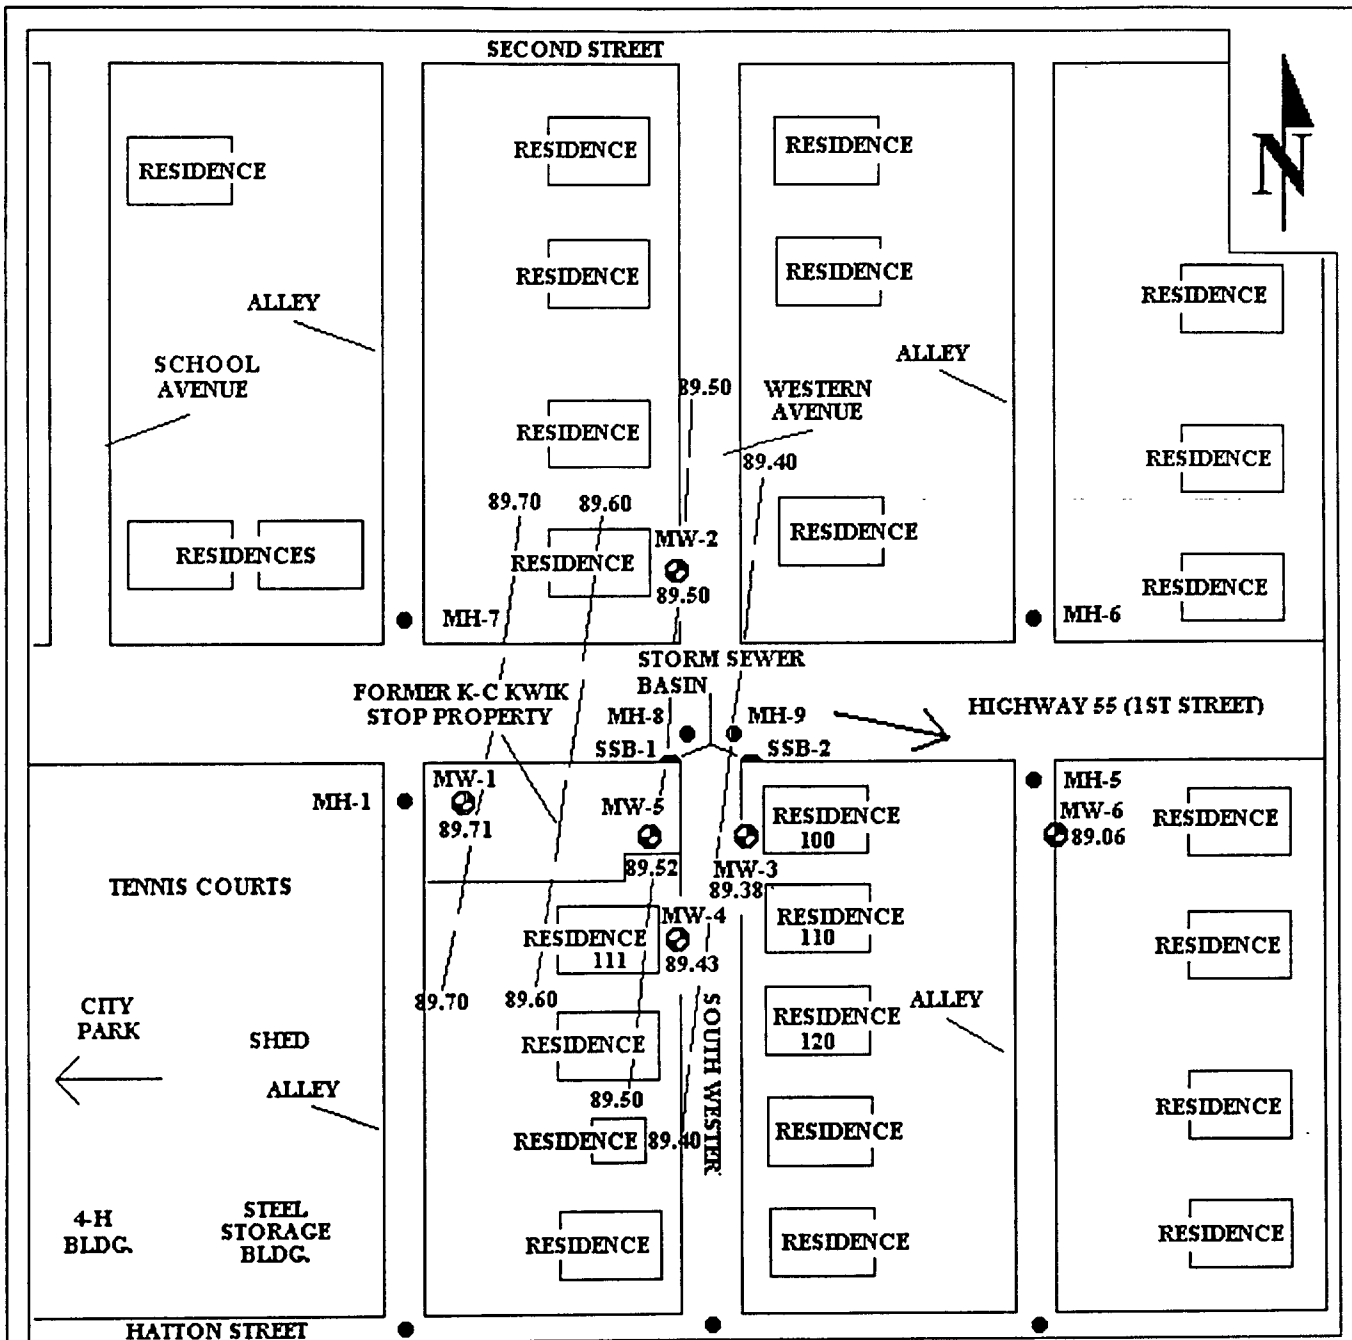 SECOND STREET
N
RESIDENCE
RESIDENCE
RESIDENCE
RESIDENCE
RESIDENCE
RESIDENCE
ALLEY
RESIDENCE
SCHOOL
AVENUE
ALLEY
89.50
WESTERN
AVENUE
RESIDENCE
89.40
RESIDENCE
89.70
89.60
RESIDENCES
RESIDENCE
MW-2
89.50
RESIDENCE
RESIDENCE
MH-7
MH-6
STORM SEWER
BASIN
FORMER K-C KWIK
STOP PROPERTY
MH-8
MH-9
HIGHWAY 55 (1ST STREET)
SSB-1
SSB-2
MH-1
MW-1
89.71
MW-5
89.52
RESIDENCE
100
MW-3
89.38
MH-5
MW-6
89.06
RESIDENCE
TENNIS COURTS
RESIDENCE
111
MW-4
89.43
RESIDENCE
110
RESIDENCE
89.70
89.60
CITY
PARK
SHED
ALLEY
RESIDENCE
SOUTH WESTER
RESIDENCE
120
ALLEY
89.50
RESIDENCE
89.40
RESIDENCE
RESIDENCE
4-H
BLDG.
STEEL
STORAGE
BLDG.
RESIDENCE
RESIDENCE
RESIDENCE
HATTON STREET